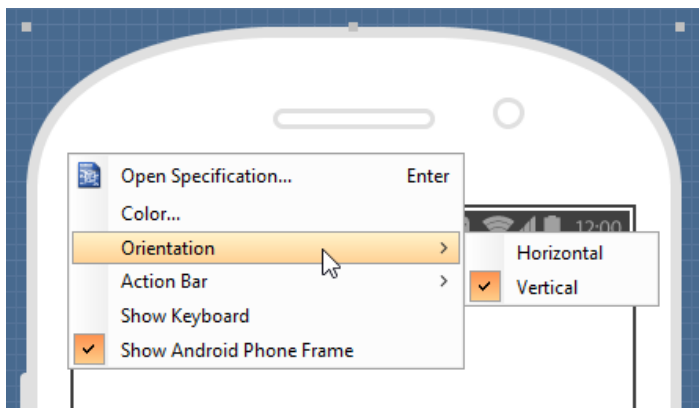 Open Specification... Enter
Color...
12:00
Orientation
Horizontal
Action Bar
Vertical
Show Keyboard
Show Android Phone Frame